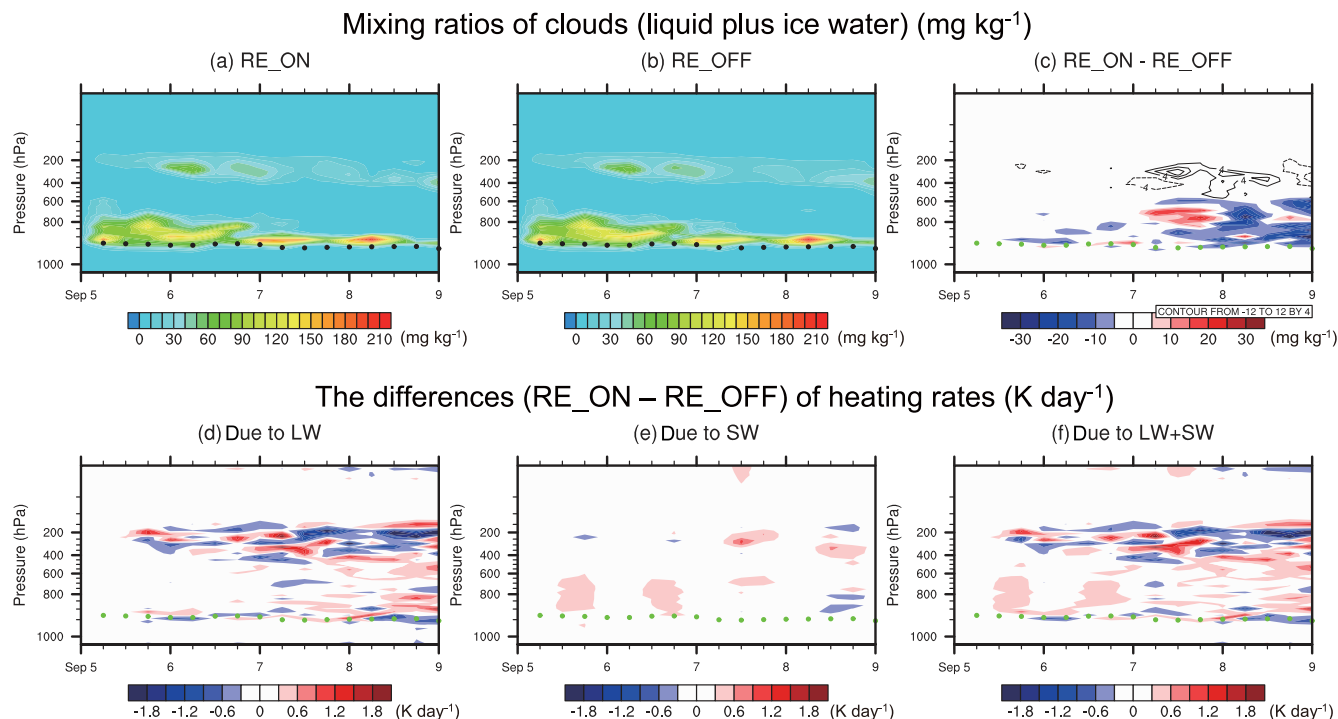 Mixing ratios of clouds (liquid plus ice water) (mg kg⁻¹)
(a) RE_ON
(b) RE_OFF
(c) RE_ON - RE_OFF
Pressure (hPa)
200
400
600
800
1000
Sep 5 6 7 8 9
0 30 60 90 120 150 180 210 (mg kg⁻¹)
Pressure (hPa)
200
400
600
800
1000
Sep 5 6 7 8 9
0 30 60 90 120 150 180 210 (mg kg⁻¹)
Pressure (hPa)
200
400
600
800
1000
4
4
-4
4
Sep 5 6 7 8 9
CONTOUR FROM -12 TO 12 BY 4
-30 -20 -10 0 10 20 30 (mg kg⁻¹)
The differences (RE_ON – RE_OFF) of heating rates (K day⁻¹)
(d) Due to LW
(e) Due to SW
(f) Due to LW+SW
Pressure (hPa)
200
400
600
800
1000
Sep 5 6 7 8 9
-1.8 -1.2 -0.6 0 0.6 1.2 1.8 (K day⁻¹)
Pressure (hPa)
200
400
600
800
1000
Sep 5 6 7 8 9
-1.8 -1.2 -0.6 0 0.6 1.2 1.8 (K day⁻¹)
Pressure (hPa)
200
400
600
800
1000
Sep 5 6 7 8 9
-1.8 -1.2 -0.6 0 0.6 1.2 1.8 (K day⁻¹)